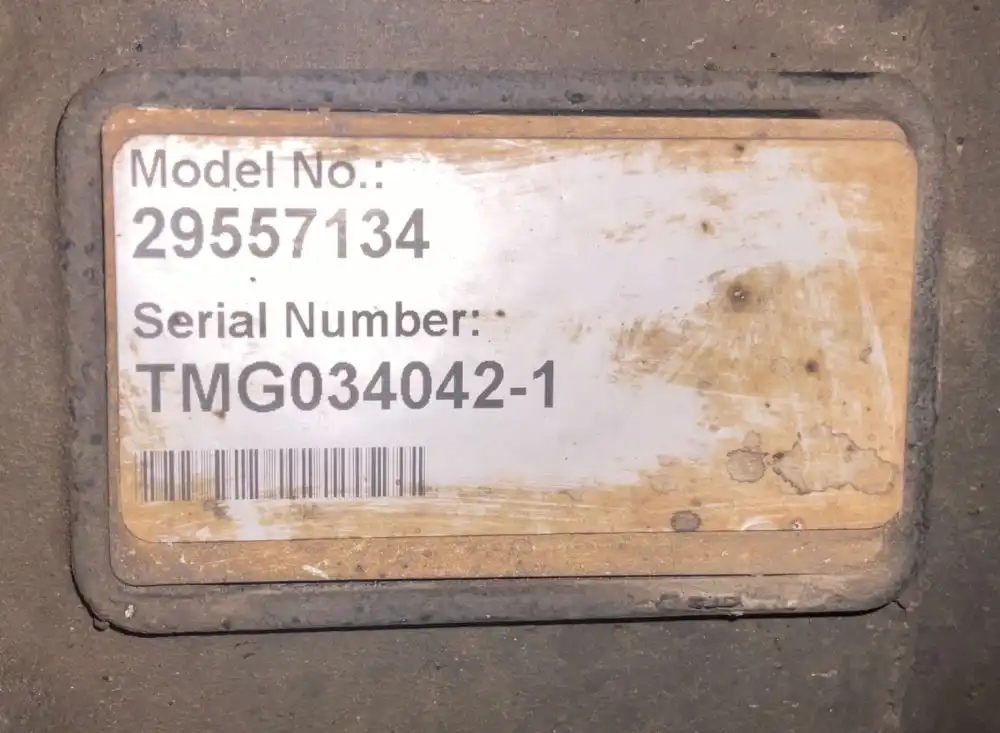 Model No.:
29557134
Serial Number:
TMG034042-1